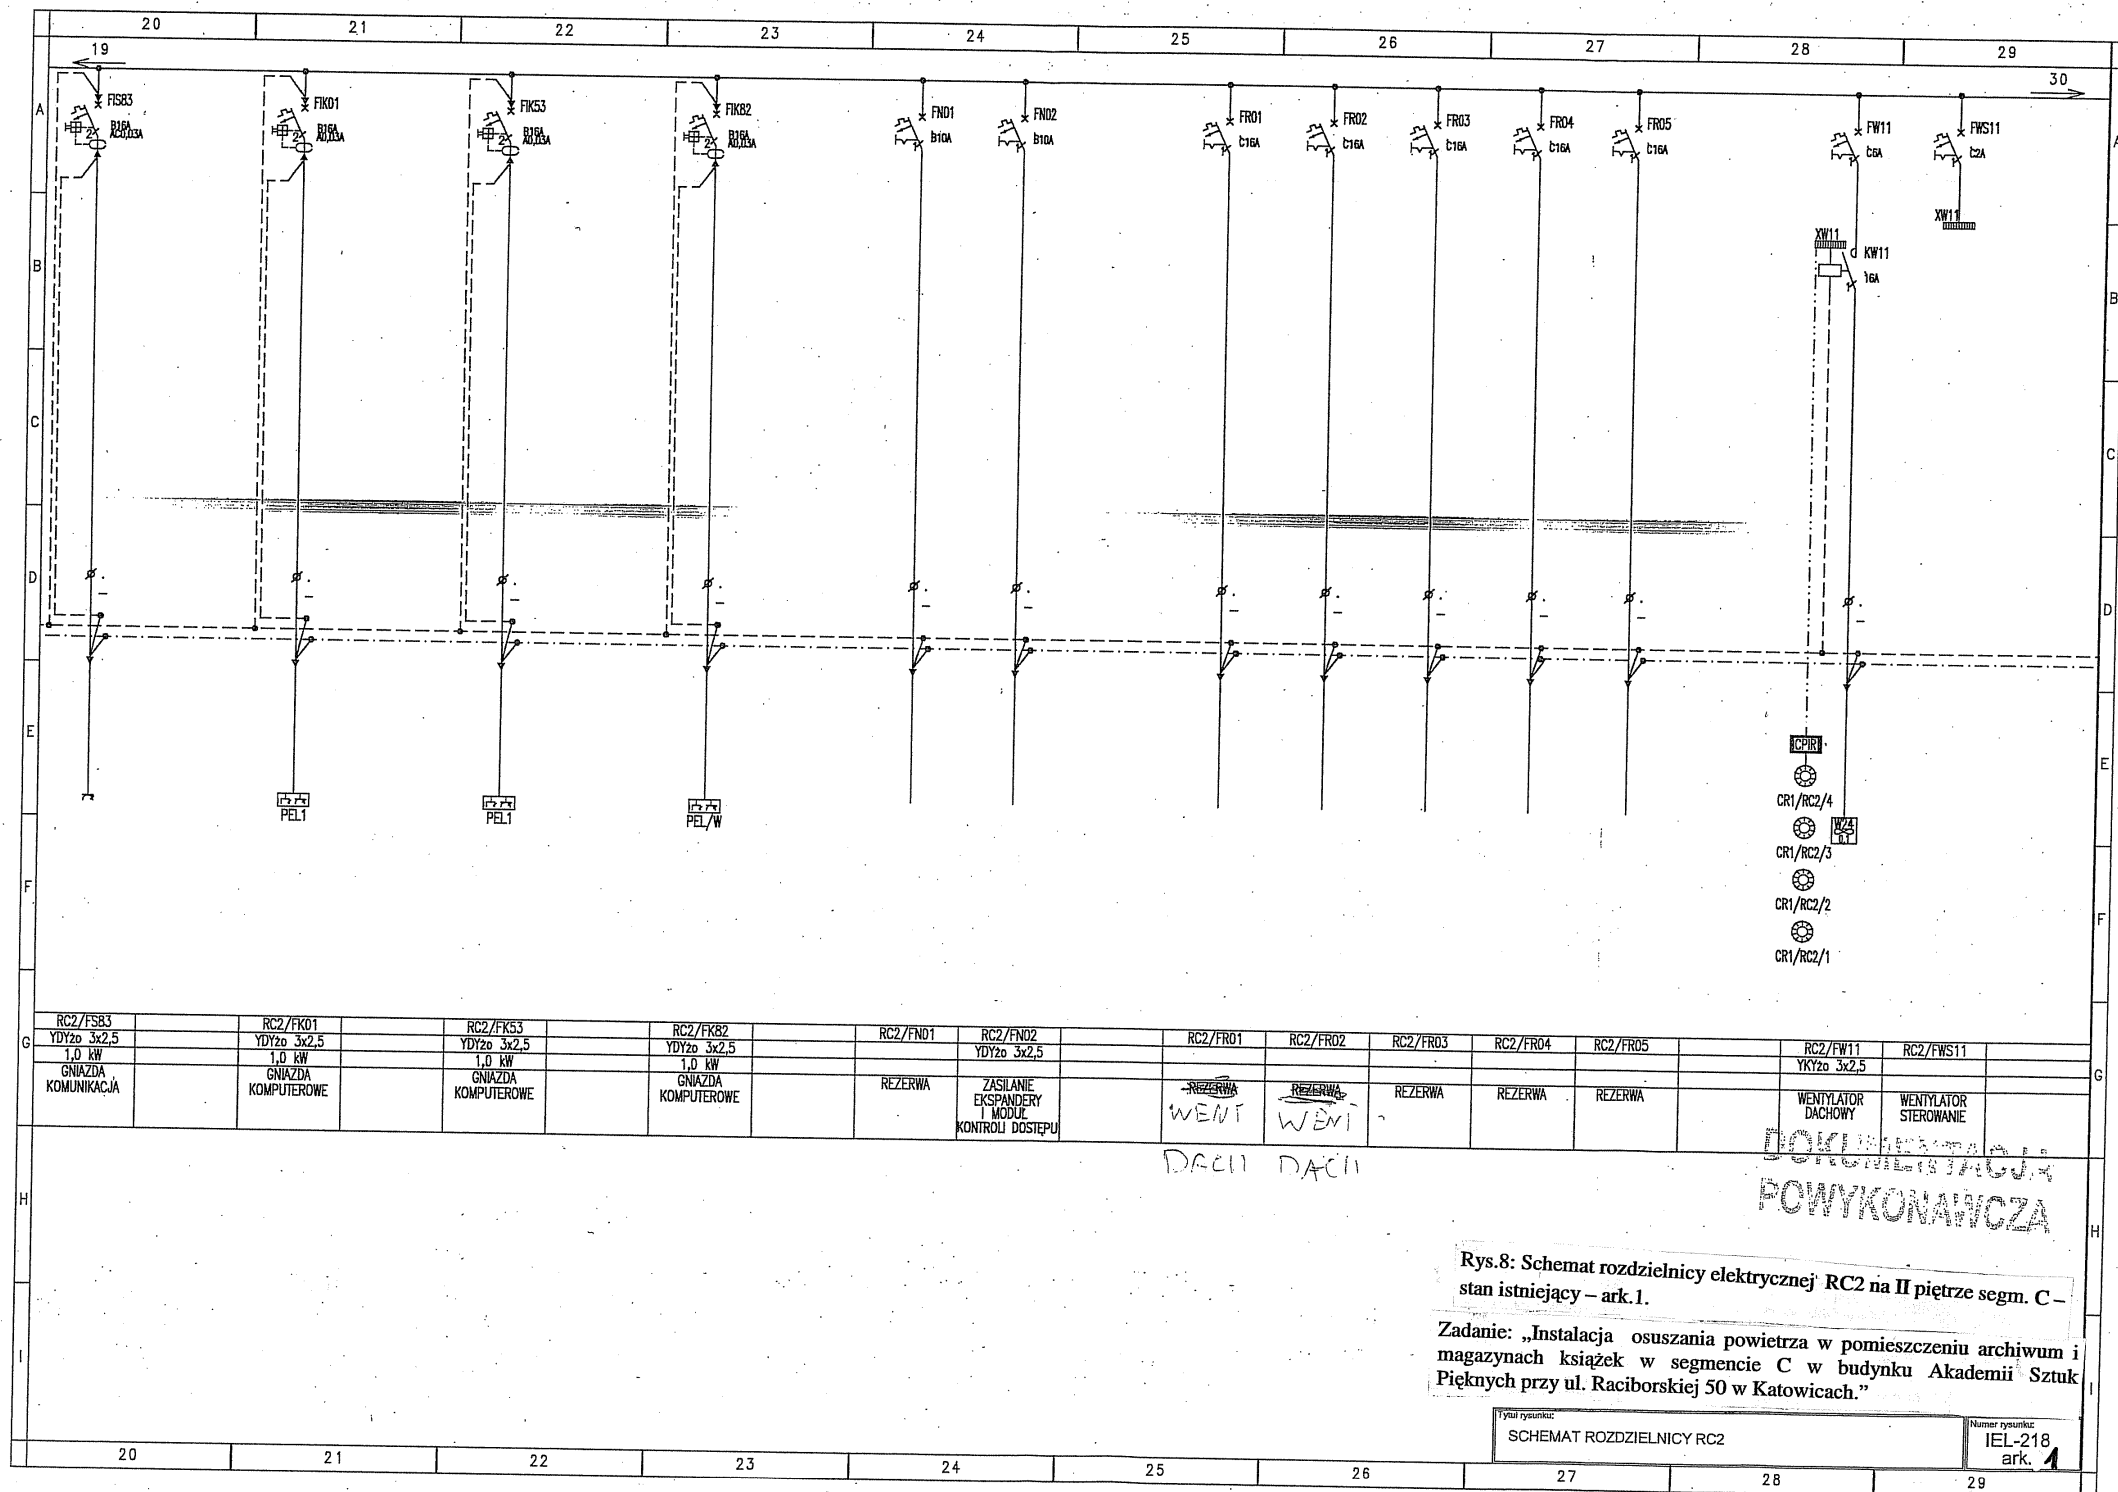 20 21 22 23 24 25 26 27 28 29
19
30
A
A
FIS83
B16A
AC0,03A
FIK01
B16A
A0,03A
FIK53
B16A
A0,03A
FIK82
B16A
A0,03A
FN01
B10A
FN02
B10A
FR01
C16A
FR02
C16A
FR03
C16A
FR04
C16A
FR05
C16A
FW11
C6A
FWS11
C2A
XW11
XW11
KW11
16A
B
B
C
C
D
D
E
E
PEL1
PEL1
PEL/W
CPIR
CR1/RC2/4
W24
0.1
CR1/RC2/3
CR1/RC2/2
CR1/RC2/1
F
F
G
G
RC2/FS83 RC2/FK01 RC2/FK53 RC2/FK82 RC2/FN01 RC2/FN02 RC2/FR01 RC2/FR02 RC2/FR03 RC2/FR04 RC2/FR05 RC2/FW11 RC2/FWS11
YDYżo 3x2,5 YDYżo 3x2,5 YDYżo 3x2,5 YDYżo 3x2,5 YDYżo 3x2,5 YKYżo 3x2,5
1,0 kW 1,0 kW 1,0 kW 1,0 kW
GNIAZDA
KOMUNIKACJA
GNIAZDA
KOMPUTEROWE
GNIAZDA
KOMPUTEROWE
GNIAZDA
KOMPUTEROWE
REZERWA
ZASILANIE
EKSPANDERY
I MODUŁ
KONTROLI DOSTĘPU
REZERWA
WENT
DACH
REZERWA
WENT
DACH
REZERWA
REZERWA
REZERWA
WENTYLATOR
DACHOWY
WENTYLATOR
STEROWANIE
DOKUMENTACJA
POWYKONAWCZA
H
H
Rys.8: Schemat rozdzielnicy elektrycznej RC2 na II piętrze segm. C –
stan istniejący – ark.1.
Zadanie: „Instalacja osuszania powietrza w pomieszczeniu archiwum i
magazynach książek w segmencie C w budynku Akademii Sztuk
Pięknych przy ul. Raciborskiej 50 w Katowicach.”
I
I
Tytuł rysunku:
SCHEMAT ROZDZIELNICY RC2
Numer rysunku:
IEL-218
ark. 1
20 21 22 23 24 25 26 27 28 29